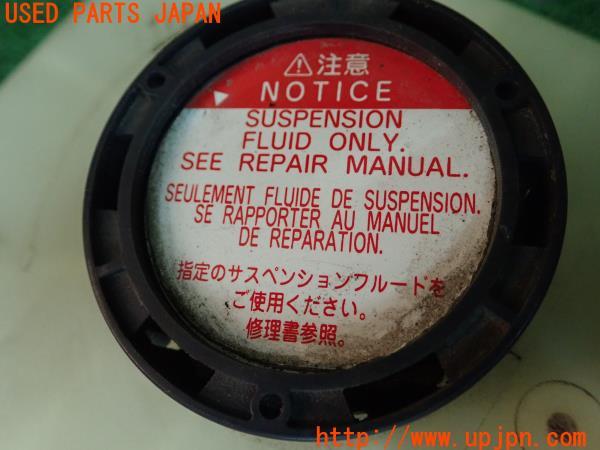 USED PARTS JAPAN
⚠注意
NOTICE
SUSPENSION
FLUID ONLY.
SEE REPAIR MANUAL.
SEULEMENT FLUIDE DE SUSPENSION.
SE RAPPORTER AU MANUEL
DE REPARATION.
指定のサスペンションフルードを
ご使用ください。
修理書参照。
http://www.upjpn.com/